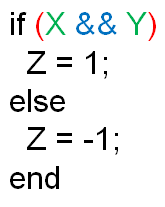 if (X && Y)
  Z = 1;
else
  Z = -1;
end